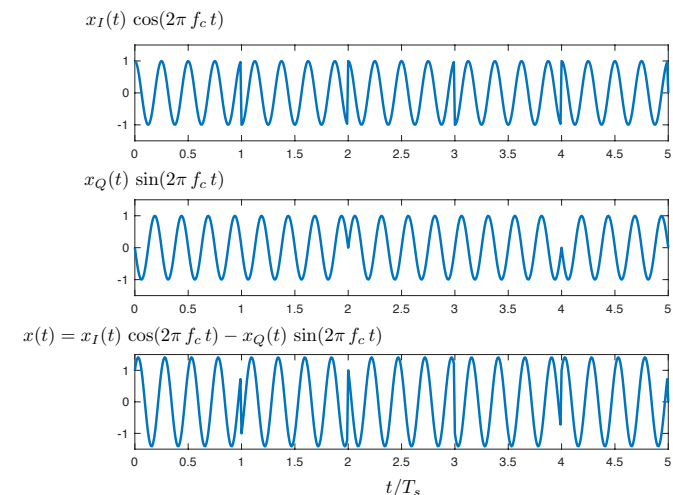 x_I(t) cos(2π f_c t)
1
0
-1
0 0.5 1 1.5 2 2.5 3 3.5 4 4.5 5
x_Q(t) sin(2π f_c t)
1
0
-1
0 0.5 1 1.5 2 2.5 3 3.5 4 4.5 5
x(t) = x_I(t) cos(2π f_c t) − x_Q(t) sin(2π f_c t)
1
0
-1
0 0.5 1 1.5 2 2.5 3 3.5 4 4.5 5
t/T_s